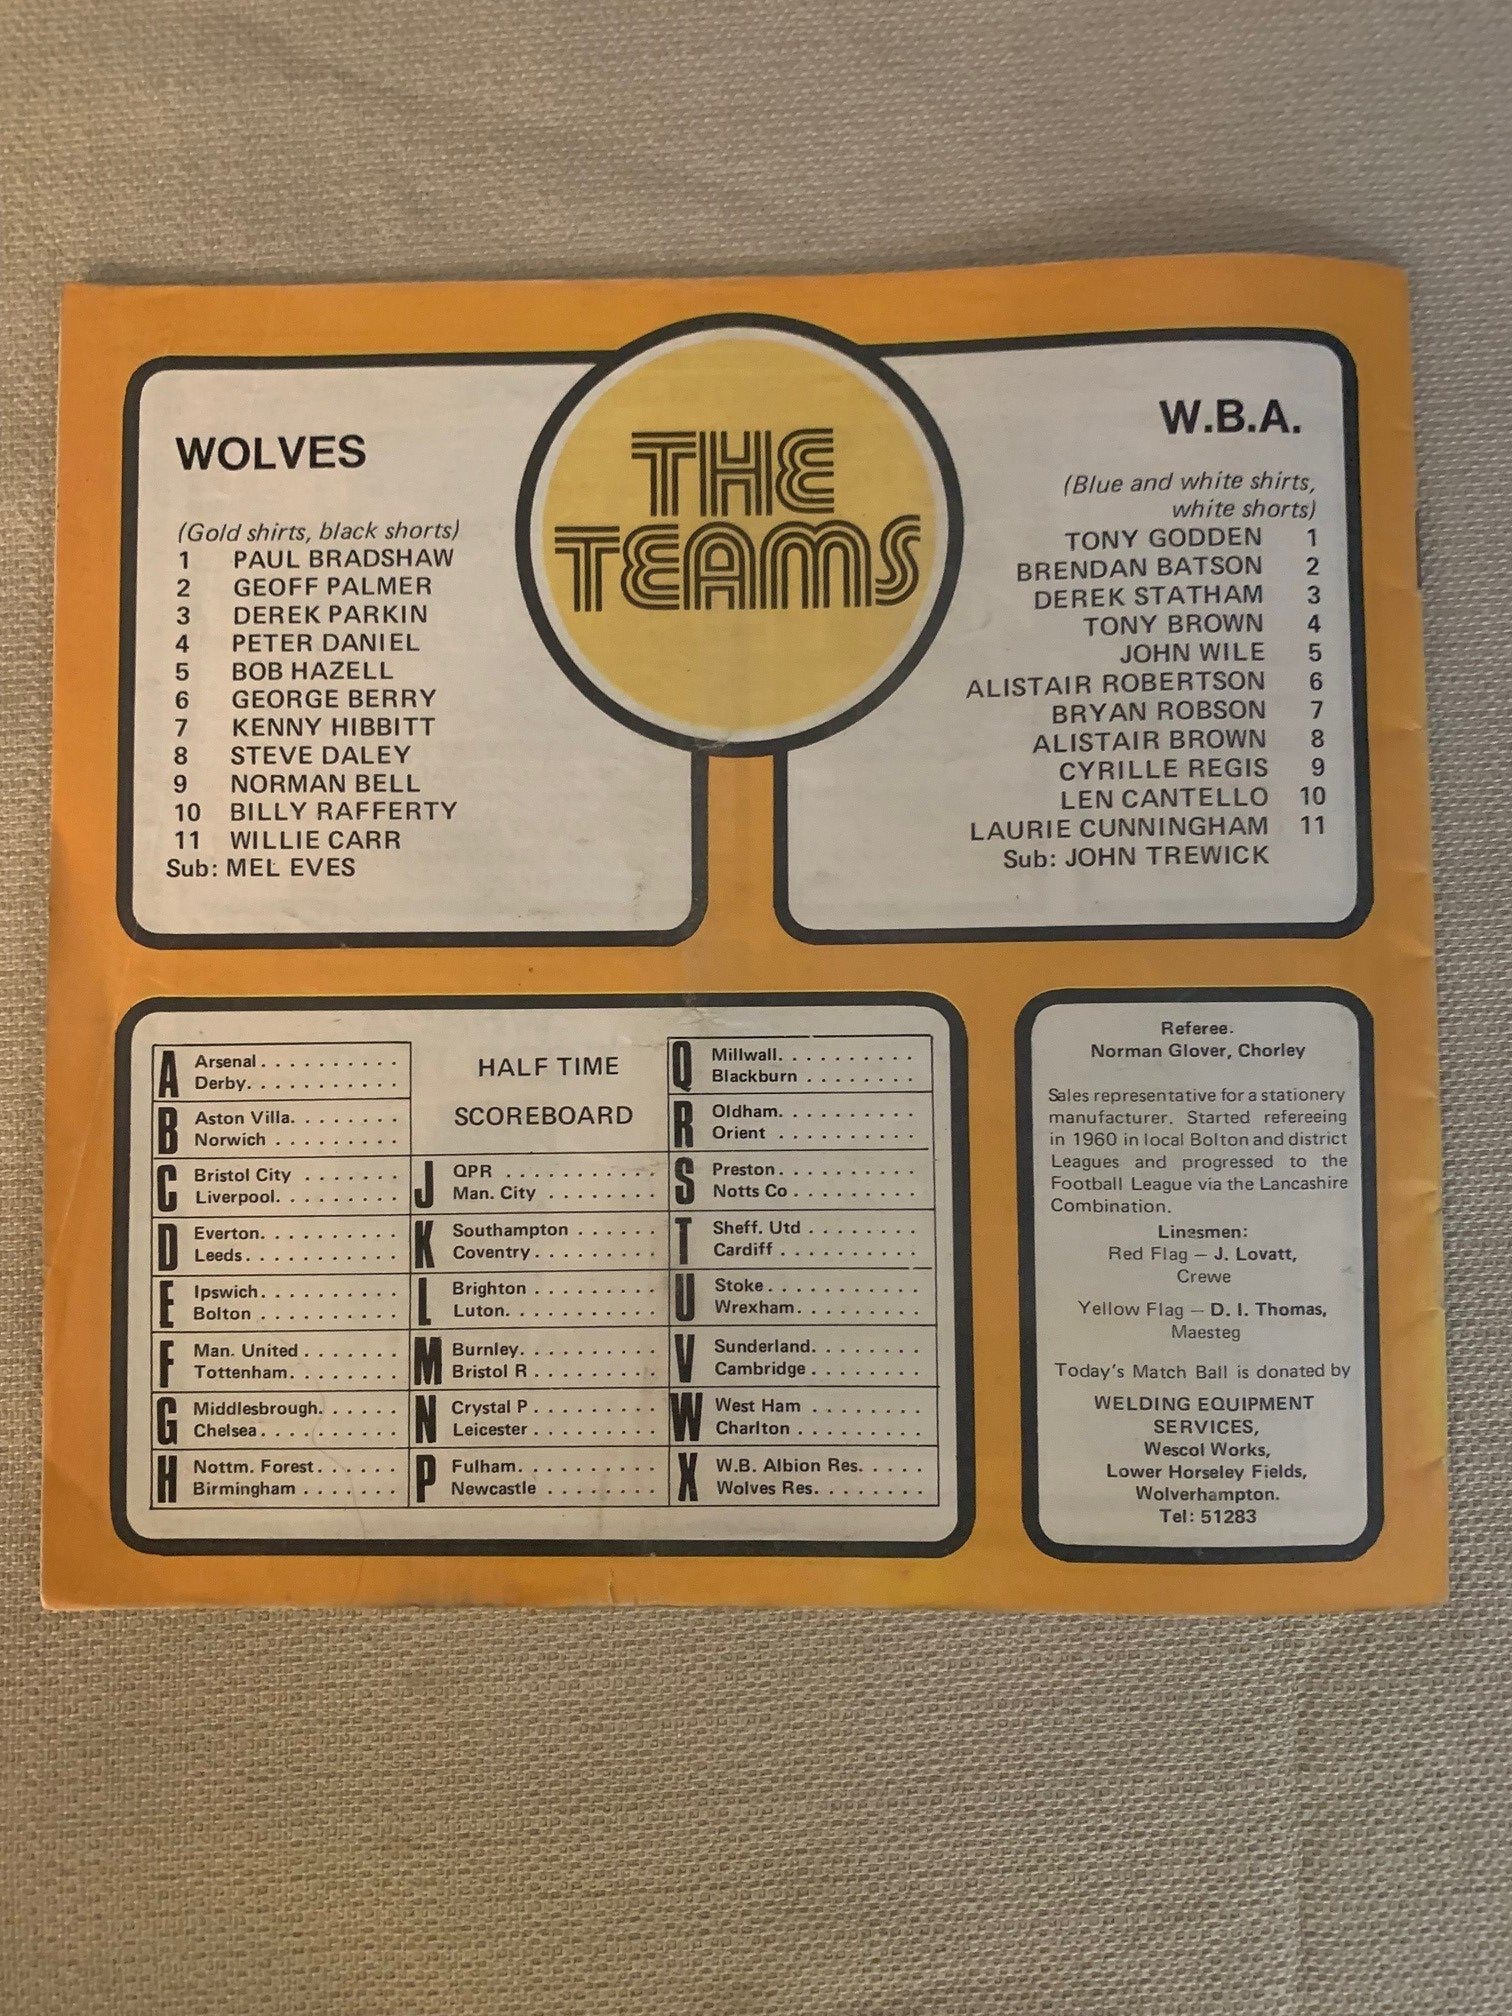 THE
TEAMS
WOLVES
(Gold shirts, black shorts)
1 PAUL BRADSHAW
2 GEOFF PALMER
3 DEREK PARKIN
4 PETER DANIEL
5 BOB HAZELL
6 GEORGE BERRY
7 KENNY HIBBITT
8 STEVE DALEY
9 NORMAN BELL
10 BILLY RAFFERTY
11 WILLIE CARR
Sub: MEL EVES
W.B.A.
(Blue and white shirts,
white shorts)
TONY GODDEN 1
BRENDAN BATSON 2
DEREK STATHAM 3
TONY BROWN 4
JOHN WILE 5
ALISTAIR ROBERTSON 6
BRYAN ROBSON 7
ALISTAIR BROWN 8
CYRILLE REGIS 9
LEN CANTELLO 10
LAURIE CUNNINGHAM 11
Sub: JOHN TREWICK
HALF TIME
SCOREBOARD
A Arsenal . . . . . . . . . .
Derby. . . . . . . . . . .
B Aston Villa. . . . . . . .
Norwich . . . . . . . . .
C Bristol City . . . . . . .
Liverpool. . . . . . . . .
D Everton. . . . . . . . . .
Leeds . . . . . . . . . . .
E Ipswich. . . . . . . . . .
Bolton . . . . . . . . . .
F Man. United . . . . . . .
Tottenham. . . . . . . .
G Middlesbrough. . . . . .
Chelsea . . . . . . . . . .
H Nottm. Forest . . . . . .
Birmingham . . . . . . .
J QPR . . . . . . . . . . .
Man. City . . . . . . . .
K Southampton . . . . . .
Coventry . . . . . . . . .
L Brighton . . . . . . . . .
Luton. . . . . . . . . . .
M Burnley. . . . . . . . . .
Bristol R . . . . . . . . .
N Crystal P . . . . . . . . .
Leicester . . . . . . . . .
P Fulham. . . . . . . . . .
Newcastle . . . . . . . .
Q Millwall. . . . . . . . . .
Blackburn . . . . . . . .
R Oldham. . . . . . . . . .
Orient . . . . . . . . . .
S Preston . . . . . . . . . .
Notts Co . . . . . . . . .
T Sheff. Utd . . . . . . . .
Cardiff . . . . . . . . . .
U Stoke . . . . . . . . . . .
Wrexham. . . . . . . . .
V Sunderland. . . . . . . .
Cambridge . . . . . . . .
W West Ham . . . . . . . .
Charlton . . . . . . . . .
X W.B. Albion Res. . . . .
Wolves Res. . . . . . . .
Referee.
Norman Glover, Chorley
Sales representative for a stationery
manufacturer. Started refereeing
in 1960 in local Bolton and district
Leagues and progressed to the
Football League via the Lancashire
Combination.
Linesmen:
Red Flag – J. Lovatt,
Crewe
Yellow Flag – D. I. Thomas,
Maesteg
Today's Match Ball is donated by
WELDING EQUIPMENT
SERVICES,
Wescol Works,
Lower Horseley Fields,
Wolverhampton.
Tel: 51283